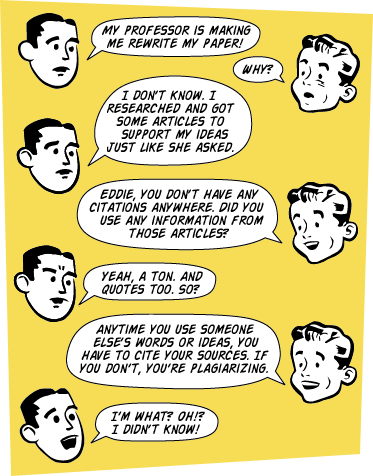 MY PROFESSOR IS MAKING
ME REWRITE MY PAPER!
WHY?
I DON'T KNOW. I
RESEARCHED AND GOT
SOME ARTICLES TO
SUPPORT MY IDEAS
JUST LIKE SHE ASKED.
EDDIE, YOU DON'T HAVE ANY
CITATIONS ANYWHERE. DID YOU
USE ANY INFORMATION FROM
THOSE ARTICLES?
YEAH, A TON. AND
QUOTES TOO. SO?
ANYTIME YOU USE SOMEONE
ELSE'S WORDS OR IDEAS, YOU
HAVE TO CITE YOUR SOURCES. IF
YOU DON'T, YOU'RE PLAGIARIZING.
I'M WHAT? OH!?
I DIDN'T KNOW!